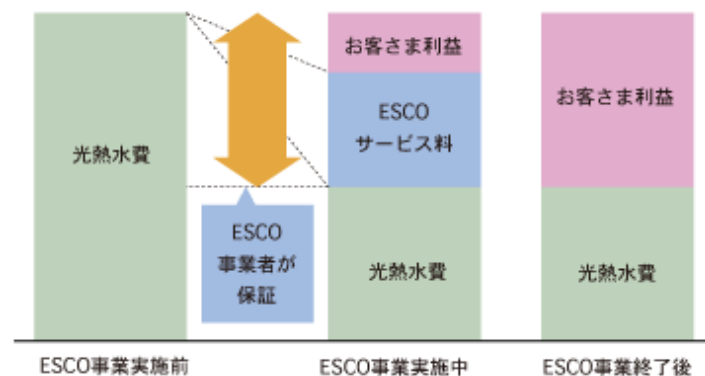 光熱水費
ESCO
事業者が
保証
お客さま利益
ESCO
サービス料
光熱水費
お客さま利益
光熱水費
ESCO事業実施前
ESCO事業実施中
ESCO事業終了後